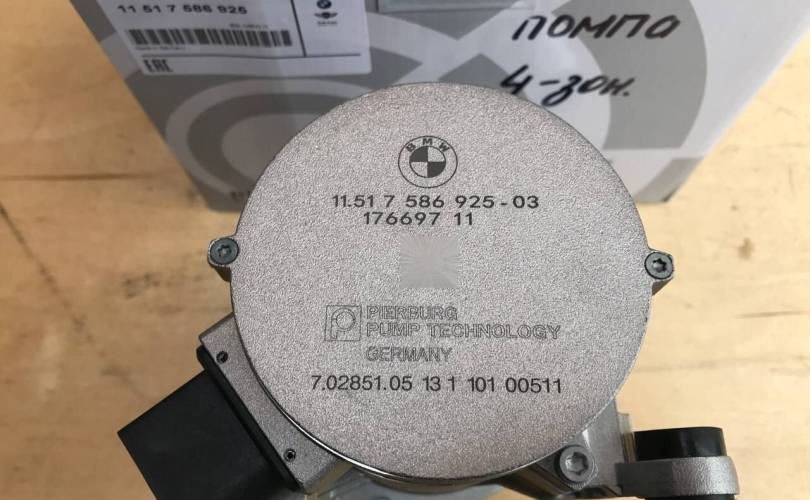 11 51 7 586 925
EAC
помпа
4-зон.
BMW
11.51 7 586 925-03
176697 11
PIERBURG
PUMP TECHNOLOGY
GERMANY
7.02851.05 13 1 101 00511